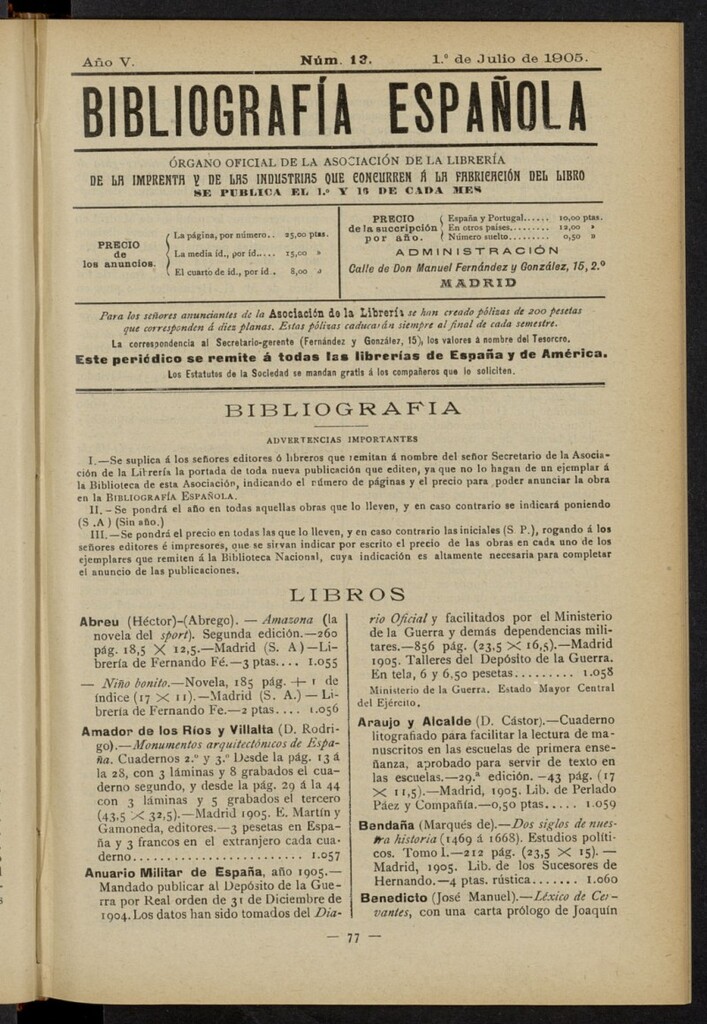 Año V.
Núm. 13.
1.º de Julio de 1905.
BIBLIOGRAFÍA ESPAÑOLA
ÓRGANO OFICIAL DE LA ASOCIACIÓN DE LA LIBRERÍA
DE LA IMPRENTA Y DE LAS INDUSTRIAS QUE CONCURREN Á LA FABRICACIÓN DEL LIBRO
SE PUBLICA EL 1.º Y 16 DE CADA MES
PRECIO
de
los anuncios.
La página, por número.. 25,00 ptas.
La media id., por id..... 15,00 »
El cuarto de id., por id. 8,00 »
PRECIO
de la suscripción
por año.
España y Portugal...... 10,00 ptas.
En otros países......... 12,00 »
Número suelto.......... 0,50 »
ADMINISTRACIÓN
Calle de Don Manuel Fernández y González, 15, 2.º
MADRID
Para los señores anunciantes de la Asociación de la Librería se han creado pólizas de 200 pesetas
que corresponden á diez planas. Estas pólizas caducarán siempre al final de cada semestre.
La correspondencia al Secretario-gerente (Fernández y González, 15), los valores á nombre del Tesorero.
Este periódico se remite á todas las librerías de España y de América.
Los Estatutos de la Sociedad se mandan gratis á los compañeros que lo soliciten.
BIBLIOGRAFIA
ADVERTENCIAS IMPORTANTES
I.—Se suplica á los señores editores ó libreros que remitan á nombre del señor Secretario de la Asocia-
ción de la Librería la portada de toda nueva publicación que editen, ya que no lo hagan de un ejemplar á
la Biblioteca de esta Asociación, indicando el número de páginas y el precio para poder anunciar la obra
en la BIBLIOGRAFÍA ESPAÑOLA.
II.-Se pondrá el año en todas aquellas obras que lo lleven, y en caso contrario se indicará poniendo
(S .A ) (Sin año.)
III.—Se pondrá el precio en todas las que lo lleven, y en caso contrario las iniciales (S P.), rogando á los
señores editores é impresores, que se sirvan indicar por escrito el precio de las obras en cada uno de los
ejemplares que remiten á la Biblioteca Nacional, cuya indicación es altamente necesaria para completar
el anuncio de las publicaciones.
LIBROS
Abreu (Héctor)-(Abrego). — Amazona (la
novela del sport). Segunda edición.—260
pág. 18,5 × 12,5.—Madrid (S. A)—Li-
brería de Fernando Fé.—3 ptas.... 1.055
— Niño bonito.—Novela, 185 pág. + 1 de
índice (17 × 11).—Madrid (S. A.) — Li-
brería de Fernando Fe.—2 ptas.... 1.056
Amador de los Ríos y Villalta (D. Rodri-
go).—Monumentos arquitectónicos de Espa-
ña. Cuadernos 2.º y 3.º Desde la pág. 13 á
la 28, con 3 láminas y 8 grabados el cua-
derno segundo, y desde la pág. 29 á la 44
con 3 láminas y 5 grabados el tercero
(43,5 × 32,5).—Madrid 1905. E. Martín y
Gamoneda, editores.—3 pesetas en Espa-
ña y 3 francos en el extranjero cada cua-
derno...................... 1.057
Anuario Militar de España, año 1905.—
Mandado publicar al Depósito de la Gue-
rra por Real orden de 31 de Diciembre de
1904. Los datos han sido tomados del Dia-
rio Oficial y facilitados por el Ministerio
de la Guerra y demás dependencias mili-
tares.—856 pág. (23,5 × 16,5).—Madrid
1905. Talleres del Depósito de la Guerra.
En tela, 6 y 6,50 pesetas......... 1.058
Ministerio de la Guerra. Estado Mayor Central
del Ejército.
Araujo y Alcalde (D. Cástor).—Cuaderno
litografiado para facilitar la lectura de ma-
nuscritos en las escuelas de primera ense-
ñanza, aprobado para servir de texto en
las escuelas.—29.ª edición. -43 pág. (17
× 11,5).—Madrid, 1905. Lib. de Perlado
Páez y Compañía.—0,50 ptas..... 1.059
Bendaña (Marqués de).—Dos siglos de nues-
tra historia (1469 á 1668). Estudios políti-
cos. Tomo I.—212 pág. (23,5 × 15).—
Madrid, 1905. Lib. de los Sucesores de
Hernando.—4 ptas. rústica....... 1.060
Benedicto (José Manuel).—Léxico de Cer-
vantes, con una carta prólogo de Joaquín
— 77 —